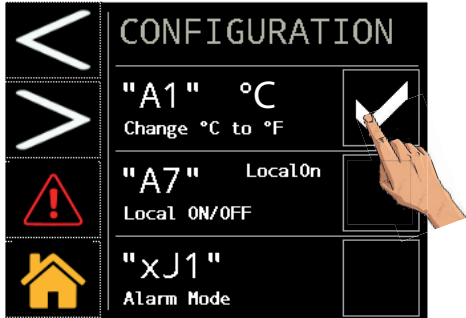 CONFIGURATION
"A1" °C
Change °C to °F
"A7" LocalOn
Local ON/OFF
"xJ1"
Alarm Mode